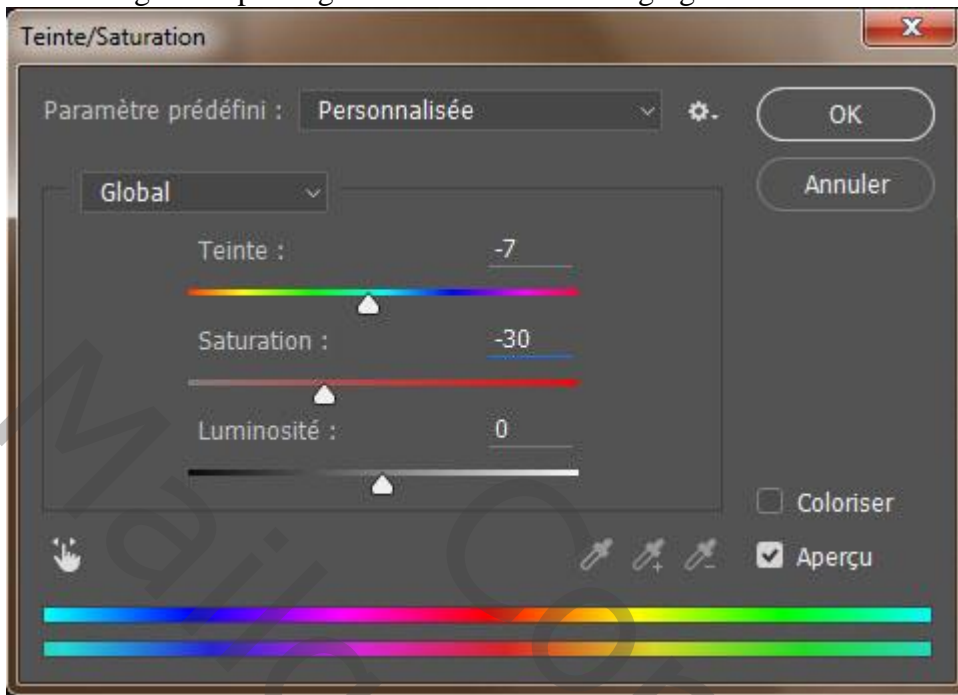 Teinte/Saturation
Paramètre prédéfini : Personnalisée
OK
Global
Annuler
Teinte : -7
Saturation : -30
Luminosité : 0
Coloriser
Aperçu